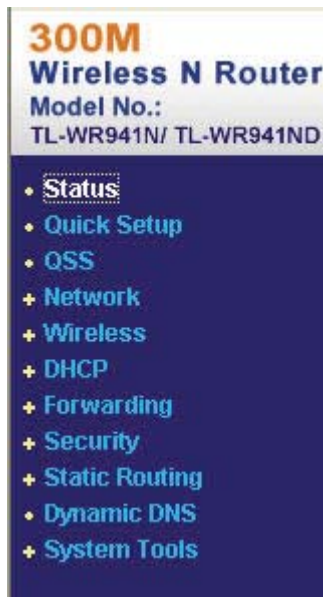 300M
Wireless N Router
Model No.:
TL-WR941N/ TL-WR941ND
Status
Quick Setup
QSS
Network
Wireless
DHCP
Forwarding
Security
Static Routing
Dynamic DNS
System Tools